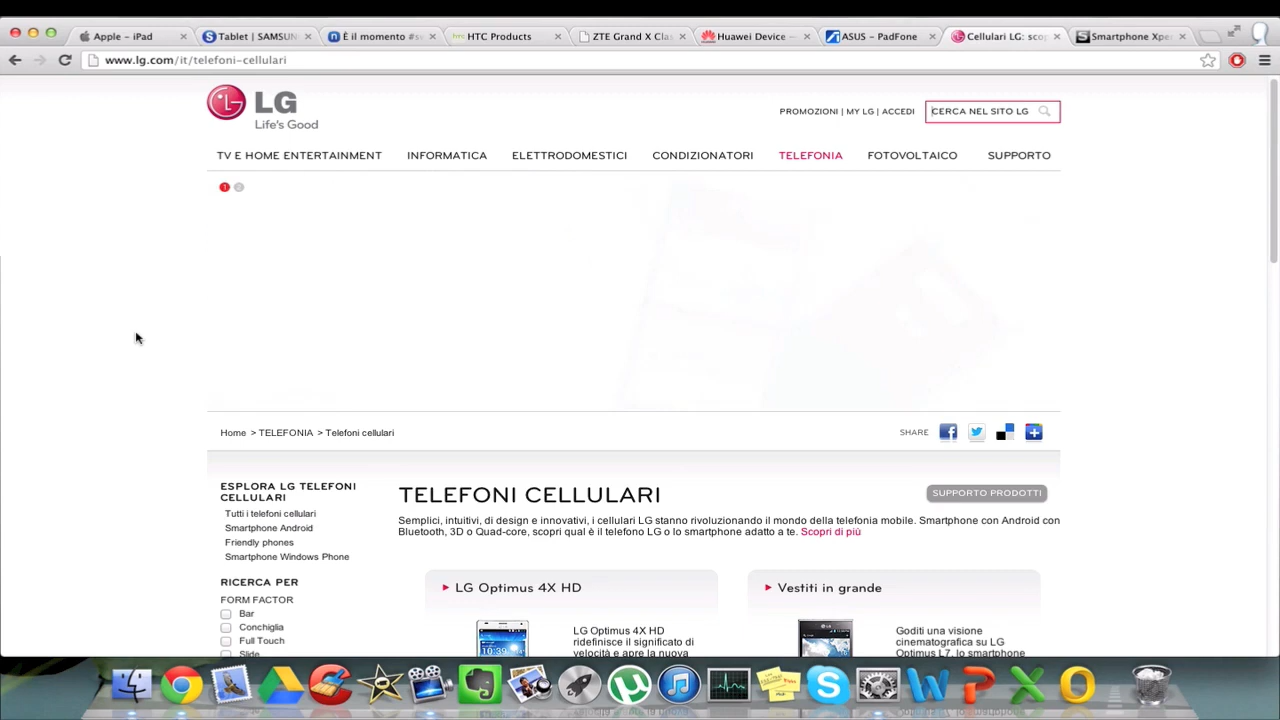 Apple – iPad
Tablet | SAMSUN
È il momento #s
HTC Products
ZTE Grand X Cla
Huawei Device –
ASUS – PadFone
Cellulari LG: scop
Smartphone Xpe
www.lg.com/it/telefoni-cellulari
LG
Life's Good
PROMOZIONI | MY LG | ACCEDI
CERCA NEL SITO LG
TV E HOME ENTERTAINMENT
INFORMATICA
ELETTRODOMESTICI
CONDIZIONATORI
TELEFONIA
FOTOVOLTAICO
SUPPORTO
1
2
Home > TELEFONIA > Telefoni cellulari
SHARE
ESPLORA LG TELEFONI
CELLULARI
Tutti i telefoni cellulari
Smartphone Android
Friendly phones
Smartphone Windows Phone
RICERCA PER
FORM FACTOR
Bar
Conchiglia
Full Touch
Slide
TELEFONI CELLULARI
SUPPORTO PRODOTTI
Semplici, intuitivi, di design e innovativi, i cellulari LG stanno rivoluzionando il mondo della telefonia mobile. Smartphone con Android con
Bluetooth, 3D o Quad-core, scopri qual è il telefono LG o lo smartphone adatto a te. Scopri di più
LG Optimus 4X HD
LG Optimus 4X HD
ridefinisce il significato di
velocità e apre la nuova
Vestiti in grande
Goditi una visione
cinematografica su LG
Optimus L7, lo smartphone